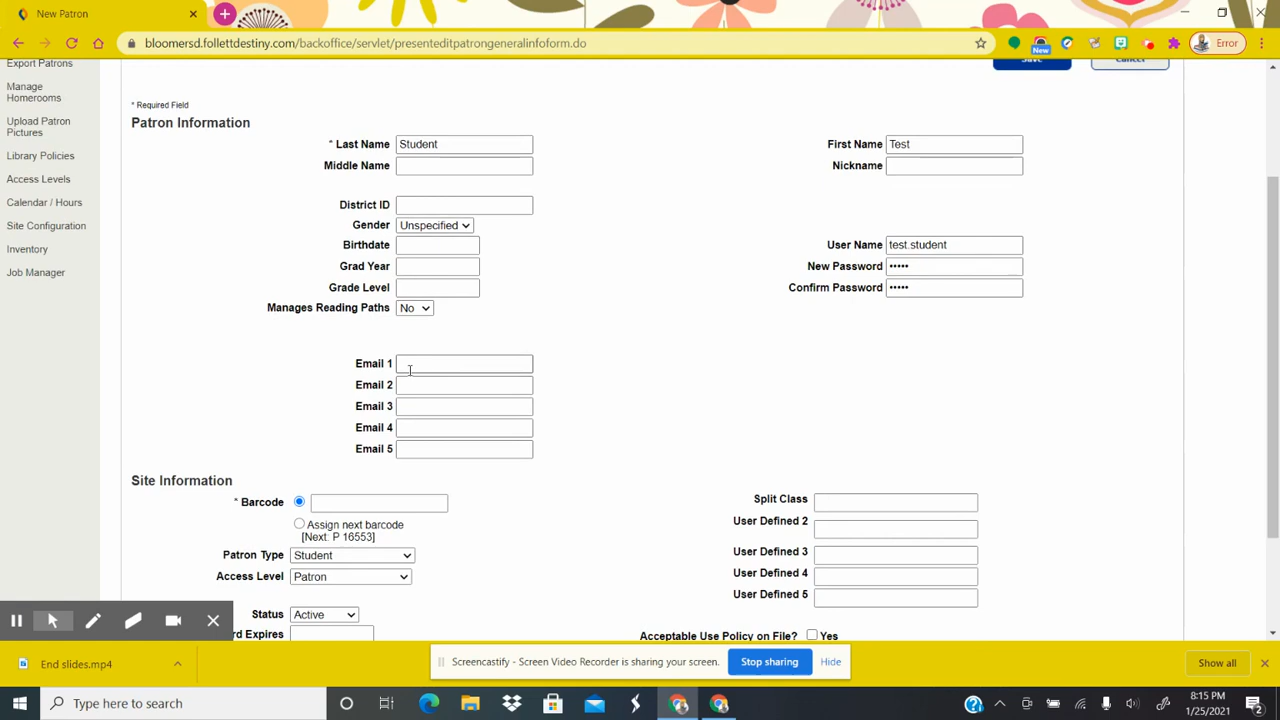 New Patron
bloomersd.follettdestiny.com/backoffice/servlet/presenteditpatrongeneralinfoform.do
New
Error
Export Patrons
Manage
Homerooms
Upload Patron
Pictures
Library Policies
Access Levels
Calendar / Hours
Site Configuration
Inventory
Job Manager
Save
Cancel
* Required Field
Patron Information
* Last Name Student
First Name Test
Middle Name
Nickname
District ID
Gender Unspecified
Birthdate
User Name test.student
Grad Year
New Password •••••
Grade Level
Confirm Password •••••
Manages Reading Paths No
Email 1
Email 2
Email 3
Email 4
Email 5
Site Information
* Barcode
Split Class
Assign next barcode
[Next: P 16553]
User Defined 2
Patron Type Student
User Defined 3
Access Level Patron
User Defined 4
User Defined 5
Status Active
rd Expires
Acceptable Use Policy on File? Yes
End slides.mp4
Screencastify - Screen Video Recorder is sharing your screen.
Stop sharing
Hide
Show all
Type here to search
8:15 PM
1/25/2021
2